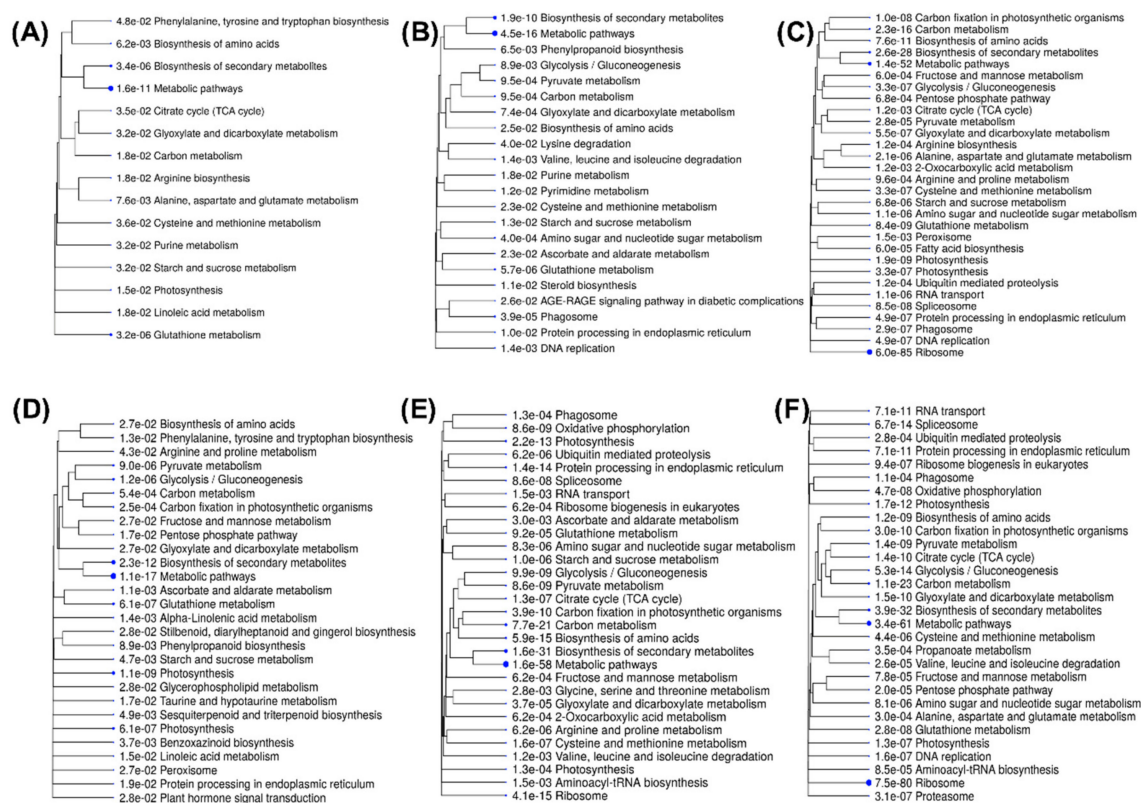 (A)
4.8e-02 Phenylalanine, tyrosine and tryptophan biosynthesis
6.2e-03 Biosynthesis of amino acids
3.4e-06 Biosynthesis of secondary metabolites
1.6e-11 Metabolic pathways
3.5e-02 Citrate cycle (TCA cycle)
3.2e-02 Glyoxylate and dicarboxylate metabolism
1.8e-02 Carbon metabolism
1.8e-02 Arginine biosynthesis
7.6e-03 Alanine, aspartate and glutamate metabolism
3.6e-02 Cysteine and methionine metabolism
3.2e-02 Purine metabolism
3.2e-02 Starch and sucrose metabolism
1.5e-02 Photosynthesis
1.8e-02 Linoleic acid metabolism
3.2e-06 Glutathione metabolism
(B)
1.9e-10 Biosynthesis of secondary metabolites
4.5e-16 Metabolic pathways
6.5e-03 Phenylpropanoid biosynthesis
8.9e-03 Glycolysis / Gluconeogenesis
9.5e-04 Pyruvate metabolism
9.5e-04 Carbon metabolism
7.4e-04 Glyoxylate and dicarboxylate metabolism
2.5e-02 Biosynthesis of amino acids
4.0e-02 Lysine degradation
1.4e-03 Valine, leucine and isoleucine degradation
1.8e-02 Purine metabolism
1.2e-02 Pyrimidine metabolism
2.3e-02 Cysteine and methionine metabolism
1.3e-02 Starch and sucrose metabolism
4.0e-04 Amino sugar and nucleotide sugar metabolism
2.3e-02 Ascorbate and aldarate metabolism
5.7e-06 Glutathione metabolism
1.1e-02 Steroid biosynthesis
2.6e-02 AGE-RAGE signaling pathway in diabetic complications
3.9e-05 Phagosome
1.0e-02 Protein processing in endoplasmic reticulum
1.4e-03 DNA replication
(C)
1.0e-08 Carbon fixation in photosynthetic organisms
2.3e-16 Carbon metabolism
7.6e-11 Biosynthesis of amino acids
2.6e-28 Biosynthesis of secondary metabolites
1.4e-52 Metabolic pathways
6.0e-04 Fructose and mannose metabolism
3.3e-07 Glycolysis / Gluconeogenesis
6.8e-04 Pentose phosphate pathway
1.2e-03 Citrate cycle (TCA cycle)
2.8e-05 Pyruvate metabolism
5.5e-07 Glyoxylate and dicarboxylate metabolism
1.2e-04 Arginine biosynthesis
2.1e-06 Alanine, aspartate and glutamate metabolism
1.2e-03 2-Oxocarboxylic acid metabolism
9.6e-04 Arginine and proline metabolism
3.3e-07 Cysteine and methionine metabolism
6.8e-06 Starch and sucrose metabolism
1.1e-06 Amino sugar and nucleotide sugar metabolism
8.4e-09 Glutathione metabolism
1.5e-03 Peroxisome
6.0e-05 Fatty acid biosynthesis
1.9e-09 Photosynthesis
3.3e-07 Photosynthesis
1.2e-04 Ubiquitin mediated proteolysis
1.1e-06 RNA transport
8.5e-08 Spliceosome
4.9e-07 Protein processing in endoplasmic reticulum
2.9e-07 Phagosome
4.9e-07 DNA replication
6.0e-85 Ribosome
(D)
2.7e-02 Biosynthesis of amino acids
1.3e-02 Phenylalanine, tyrosine and tryptophan biosynthesis
4.3e-02 Arginine and proline metabolism
9.0e-06 Pyruvate metabolism
1.2e-06 Glycolysis / Gluconeogenesis
5.4e-04 Carbon metabolism
2.5e-04 Carbon fixation in photosynthetic organisms
2.7e-02 Fructose and mannose metabolism
1.7e-02 Pentose phosphate pathway
2.7e-02 Glyoxylate and dicarboxylate metabolism
2.3e-12 Biosynthesis of secondary metabolites
1.1e-17 Metabolic pathways
1.1e-03 Ascorbate and aldarate metabolism
6.1e-07 Glutathione metabolism
1.4e-03 Alpha-Linolenic acid metabolism
2.8e-02 Stilbenoid, diarylheptanoid and gingerol biosynthesis
8.9e-03 Phenylpropanoid biosynthesis
4.7e-03 Starch and sucrose metabolism
1.1e-09 Photosynthesis
2.8e-02 Glycerophospholipid metabolism
1.7e-02 Taurine and hypotaurine metabolism
4.9e-03 Sesquiterpenoid and triterpenoid biosynthesis
6.1e-07 Photosynthesis
3.7e-03 Benzoxazinoid biosynthesis
1.5e-02 Linoleic acid metabolism
2.7e-02 Peroxisome
1.9e-02 Protein processing in endoplasmic reticulum
2.8e-02 Plant hormone signal transduction
(E)
1.3e-04 Phagosome
8.6e-09 Oxidative phosphorylation
2.2e-13 Photosynthesis
6.2e-06 Ubiquitin mediated proteolysis
1.4e-14 Protein processing in endoplasmic reticulum
8.6e-08 Spliceosome
1.5e-03 RNA transport
6.2e-04 Ribosome biogenesis in eukaryotes
3.0e-03 Ascorbate and aldarate metabolism
9.2e-05 Glutathione metabolism
8.3e-06 Amino sugar and nucleotide sugar metabolism
1.0e-06 Starch and sucrose metabolism
9.9e-09 Glycolysis / Gluconeogenesis
8.6e-09 Pyruvate metabolism
1.3e-07 Citrate cycle (TCA cycle)
3.9e-10 Carbon fixation in photosynthetic organisms
7.7e-21 Carbon metabolism
5.9e-15 Biosynthesis of amino acids
1.6e-31 Biosynthesis of secondary metabolites
1.6e-58 Metabolic pathways
6.2e-04 Fructose and mannose metabolism
2.8e-03 Glycine, serine and threonine metabolism
3.7e-05 Glyoxylate and dicarboxylate metabolism
6.2e-04 2-Oxocarboxylic acid metabolism
6.2e-06 Arginine and proline metabolism
1.6e-07 Cysteine and methionine metabolism
1.2e-03 Valine, leucine and isoleucine degradation
1.3e-04 Photosynthesis
1.5e-03 Aminoacyl-tRNA biosynthesis
4.1e-15 Ribosome
(F)
7.1e-11 RNA transport
6.7e-14 Spliceosome
2.8e-04 Ubiquitin mediated proteolysis
7.1e-11 Protein processing in endoplasmic reticulum
9.4e-07 Ribosome biogenesis in eukaryotes
1.1e-04 Phagosome
4.7e-08 Oxidative phosphorylation
1.7e-12 Photosynthesis
1.2e-09 Biosynthesis of amino acids
3.0e-10 Carbon fixation in photosynthetic organisms
1.4e-09 Pyruvate metabolism
1.4e-10 Citrate cycle (TCA cycle)
5.3e-14 Glycolysis / Gluconeogenesis
1.1e-23 Carbon metabolism
1.5e-10 Glyoxylate and dicarboxylate metabolism
3.9e-32 Biosynthesis of secondary metabolites
3.4e-61 Metabolic pathways
4.4e-06 Cysteine and methionine metabolism
3.5e-04 Propanoate metabolism
2.6e-05 Valine, leucine and isoleucine degradation
7.8e-05 Fructose and mannose metabolism
2.0e-05 Pentose phosphate pathway
8.1e-06 Amino sugar and nucleotide sugar metabolism
3.0e-04 Alanine, aspartate and glutamate metabolism
2.8e-08 Glutathione metabolism
1.3e-07 Photosynthesis
1.6e-07 DNA replication
8.5e-05 Aminoacyl-tRNA biosynthesis
7.5e-80 Ribosome
3.1e-07 Proteasome